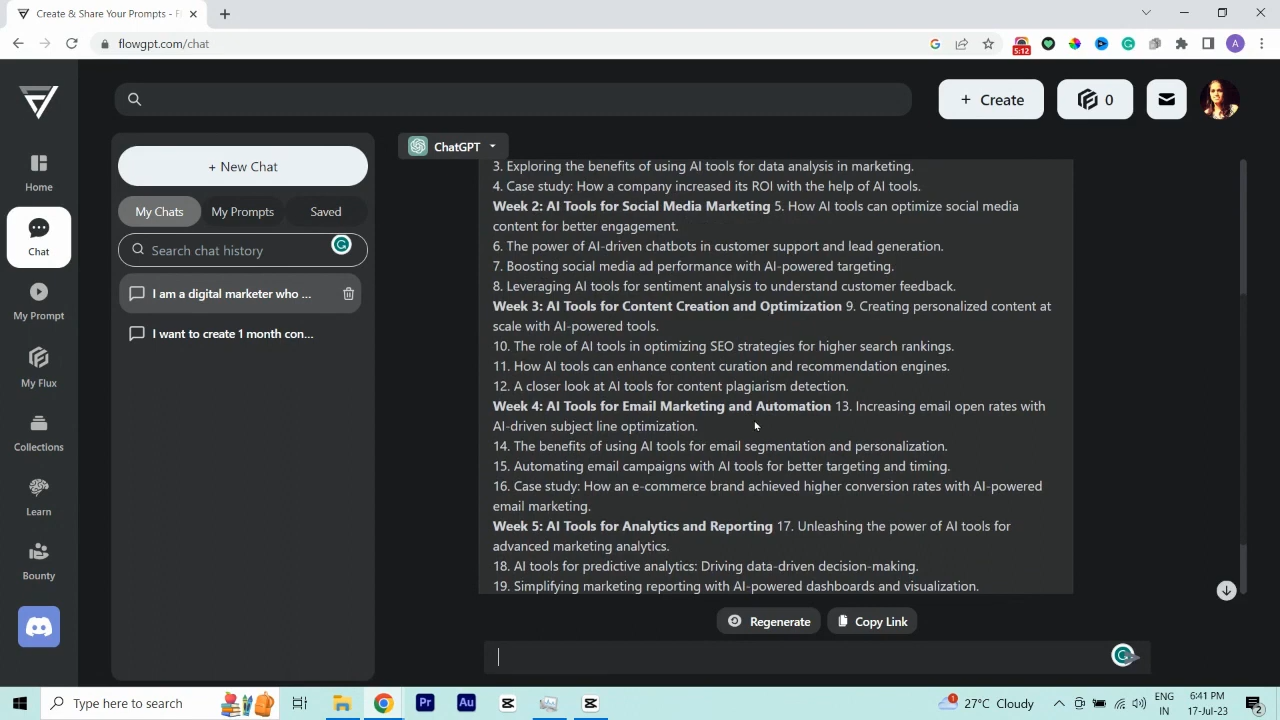 Create & Share Your Prompts - Fl
flowgpt.com/chat
5:12
A
+ Create
0
Home
Chat
My Prompt
My Flux
Collections
Learn
Bounty
+ New Chat
My Chats
My Prompts
Saved
Search chat history
I am a digital marketer who ...
I want to create 1 month con...
ChatGPT
3. Exploring the benefits of using AI tools for data analysis in marketing.
4. Case study: How a company increased its ROI with the help of AI tools.
Week 2: AI Tools for Social Media Marketing 5. How AI tools can optimize social media
content for better engagement.
6. The power of AI-driven chatbots in customer support and lead generation.
7. Boosting social media ad performance with AI-powered targeting.
8. Leveraging AI tools for sentiment analysis to understand customer feedback.
Week 3: AI Tools for Content Creation and Optimization 9. Creating personalized content at
scale with AI-powered tools.
10. The role of AI tools in optimizing SEO strategies for higher search rankings.
11. How AI tools can enhance content curation and recommendation engines.
12. A closer look at AI tools for content plagiarism detection.
Week 4: AI Tools for Email Marketing and Automation 13. Increasing email open rates with
AI-driven subject line optimization.
14. The benefits of using AI tools for email segmentation and personalization.
15. Automating email campaigns with AI tools for better targeting and timing.
16. Case study: How an e-commerce brand achieved higher conversion rates with AI-powered
email marketing.
Week 5: AI Tools for Analytics and Reporting 17. Unleashing the power of AI tools for
advanced marketing analytics.
18. AI tools for predictive analytics: Driving data-driven decision-making.
19. Simplifying marketing reporting with AI-powered dashboards and visualization.
Regenerate
Copy Link
Type here to search
Pr
Au
1
27°C Cloudy
ENG
IN
6:41 PM
17-Jul-23
2